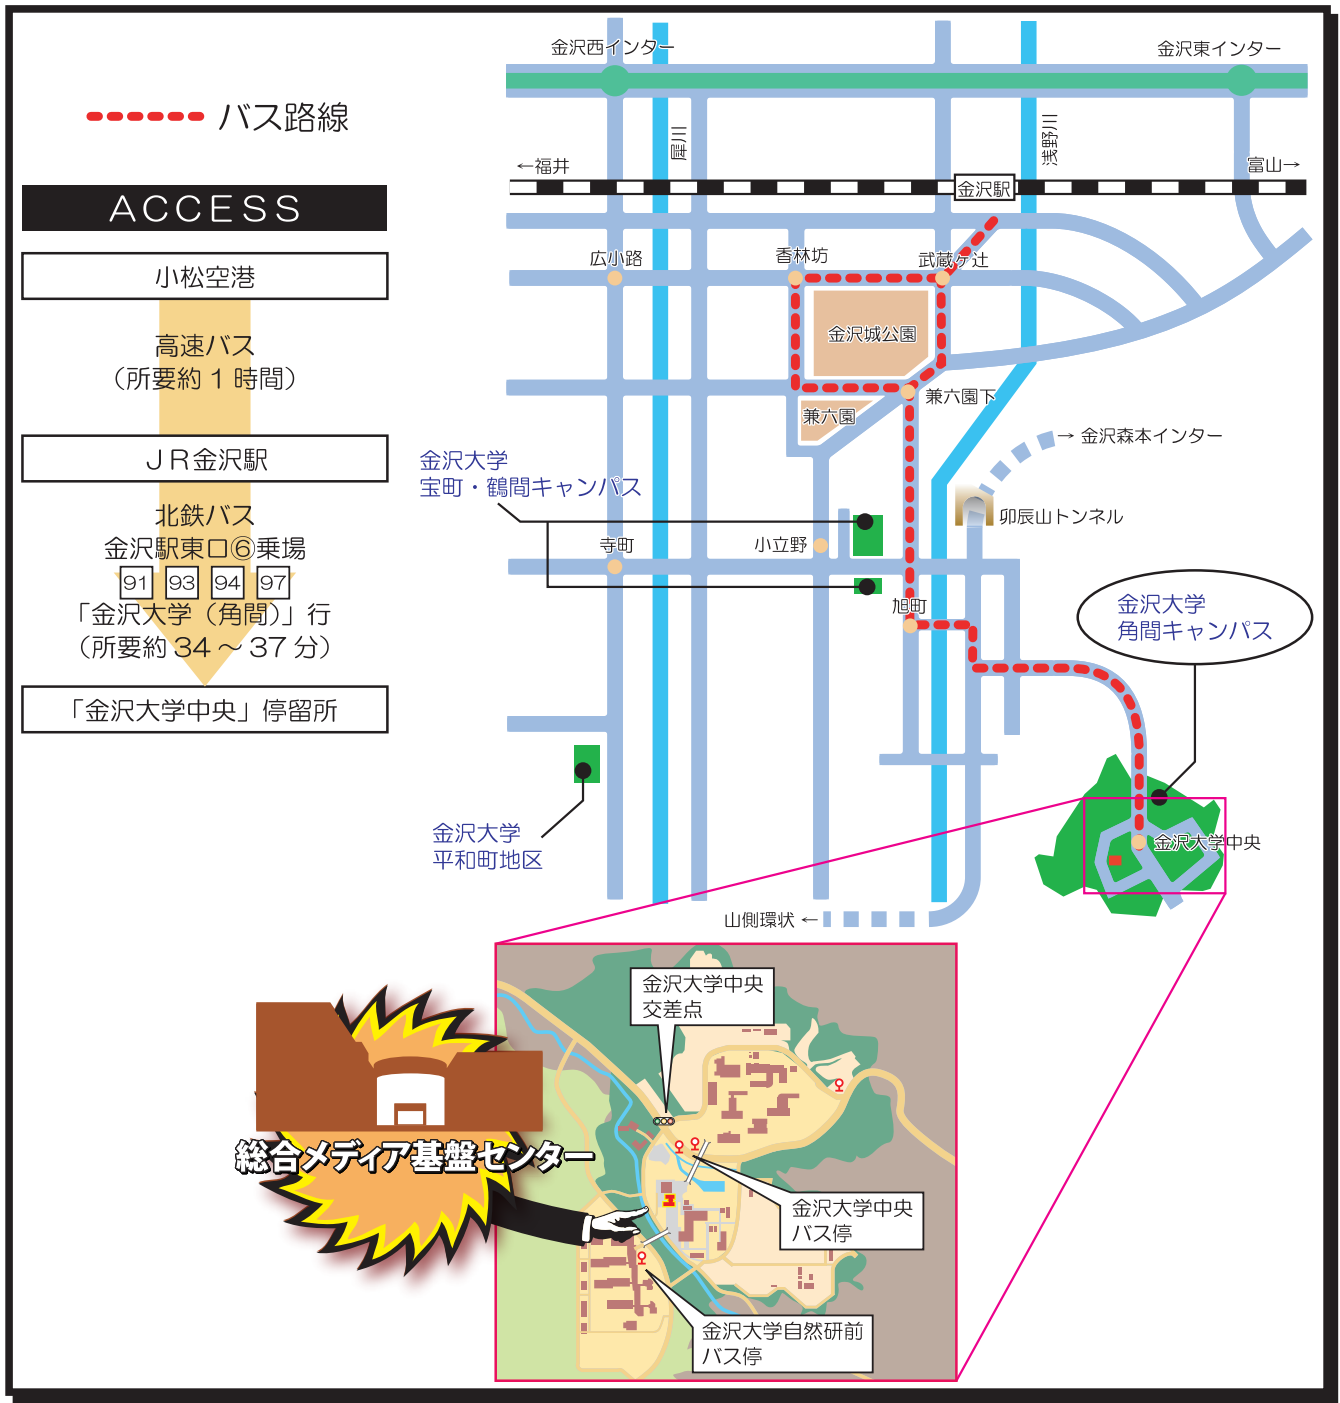 金沢西インター
金沢東インター
バス路線
犀川
浅野川
←福井
富山→
金沢駅
ACCESS
小松空港
高速バス
（所要約 1 時間）
JR金沢駅
北鉄バス
金沢駅東口⑥乗場
91 93 94 97
「金沢大学（角間）」行
（所要約 34 ～ 37 分）
「金沢大学中央」停留所
広小路
香林坊
武蔵ヶ辻
金沢城公園
兼六園下
兼六園
→ 金沢森本インター
金沢大学
宝町・鶴間キャンパス
卯辰山トンネル
寺町
小立野
旭町
金沢大学
角間キャンパス
金沢大学
平和町地区
金沢大学中央
山側環状 ←
金沢大学中央
交差点
総合メディア基盤センター
金沢大学中央
バス停
金沢大学自然研前
バス停